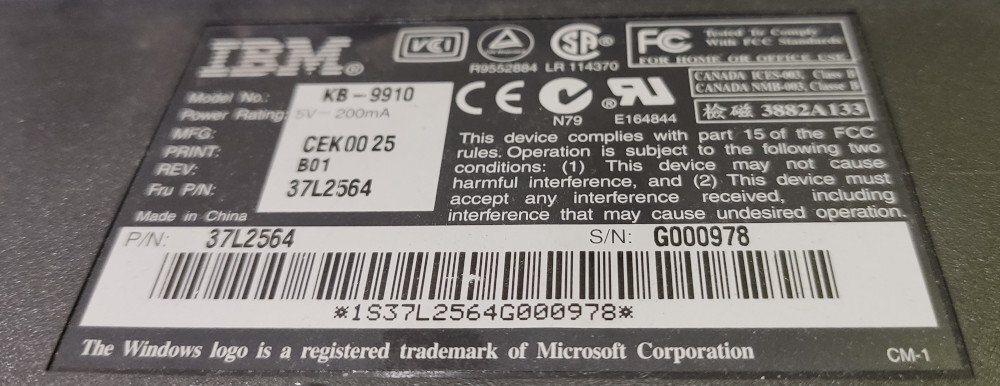 IBM®
VCI
SA®
FC
Tested To Comply
With FCC Standards
FOR HOME OR OFFICE USE
R9552884 LR 114370
CANADA ICES-003, Class B
CANADA NMB-003, Classe B
Model No.: KB-9910
Power Rating: 5V - 200mA
CE
N79
E164844
檢磁 3882A133
MFG: CEK00 25
PRINT: B01
REV:
Fru P/N: 37L2564
Made in China
This device complies with part 15 of the FCC
rules. Operation is subject to the following two
conditions: (1) This device may not cause
harmful interference, and (2) This device must
accept any interference received, including
interference that may cause undesired operation.
P/N: 37L2564
S/N: G000978
*1S37L2564G000978*
The Windows logo is a registered trademark of Microsoft Corporation
CM-1